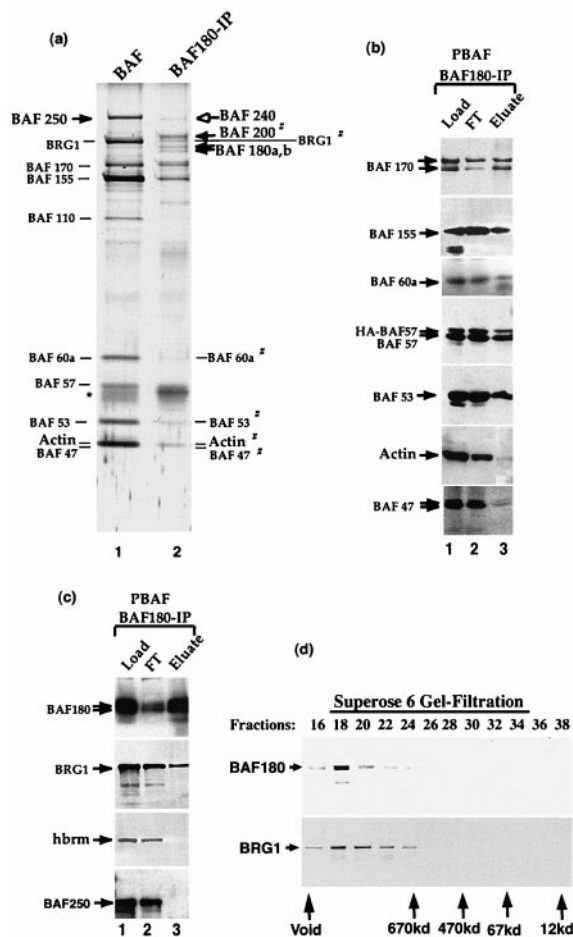 (a)
BAF
BAF180-IP
BAF 250
BRG1
BAF 170
BAF 155
BAF 110
BAF 60a
BAF 57
*
BAF 53
Actin
BAF 47
BAF 240
BAF 200 #
BRG1 #
BAF 180a,b
BAF 60a #
BAF 53 #
Actin #
BAF 47 #
1 2
(b)
PBAF
BAF180-IP
Load FT Eluate
BAF 170
BAF 155
BAF 60a
HA-BAF57
BAF 57
BAF 53
Actin
BAF 47
1 2 3
(c)
PBAF
BAF180-IP
Load FT Eluate
BAF180
BRG1
hbrm
BAF250
1 2 3
(d)
Superose 6 Gel-Filtration
Fractions: 16 18 20 22 24 26 28 30 32 34 36 38
BAF180
BRG1
Void 670kd 470kd 67kd 12kd